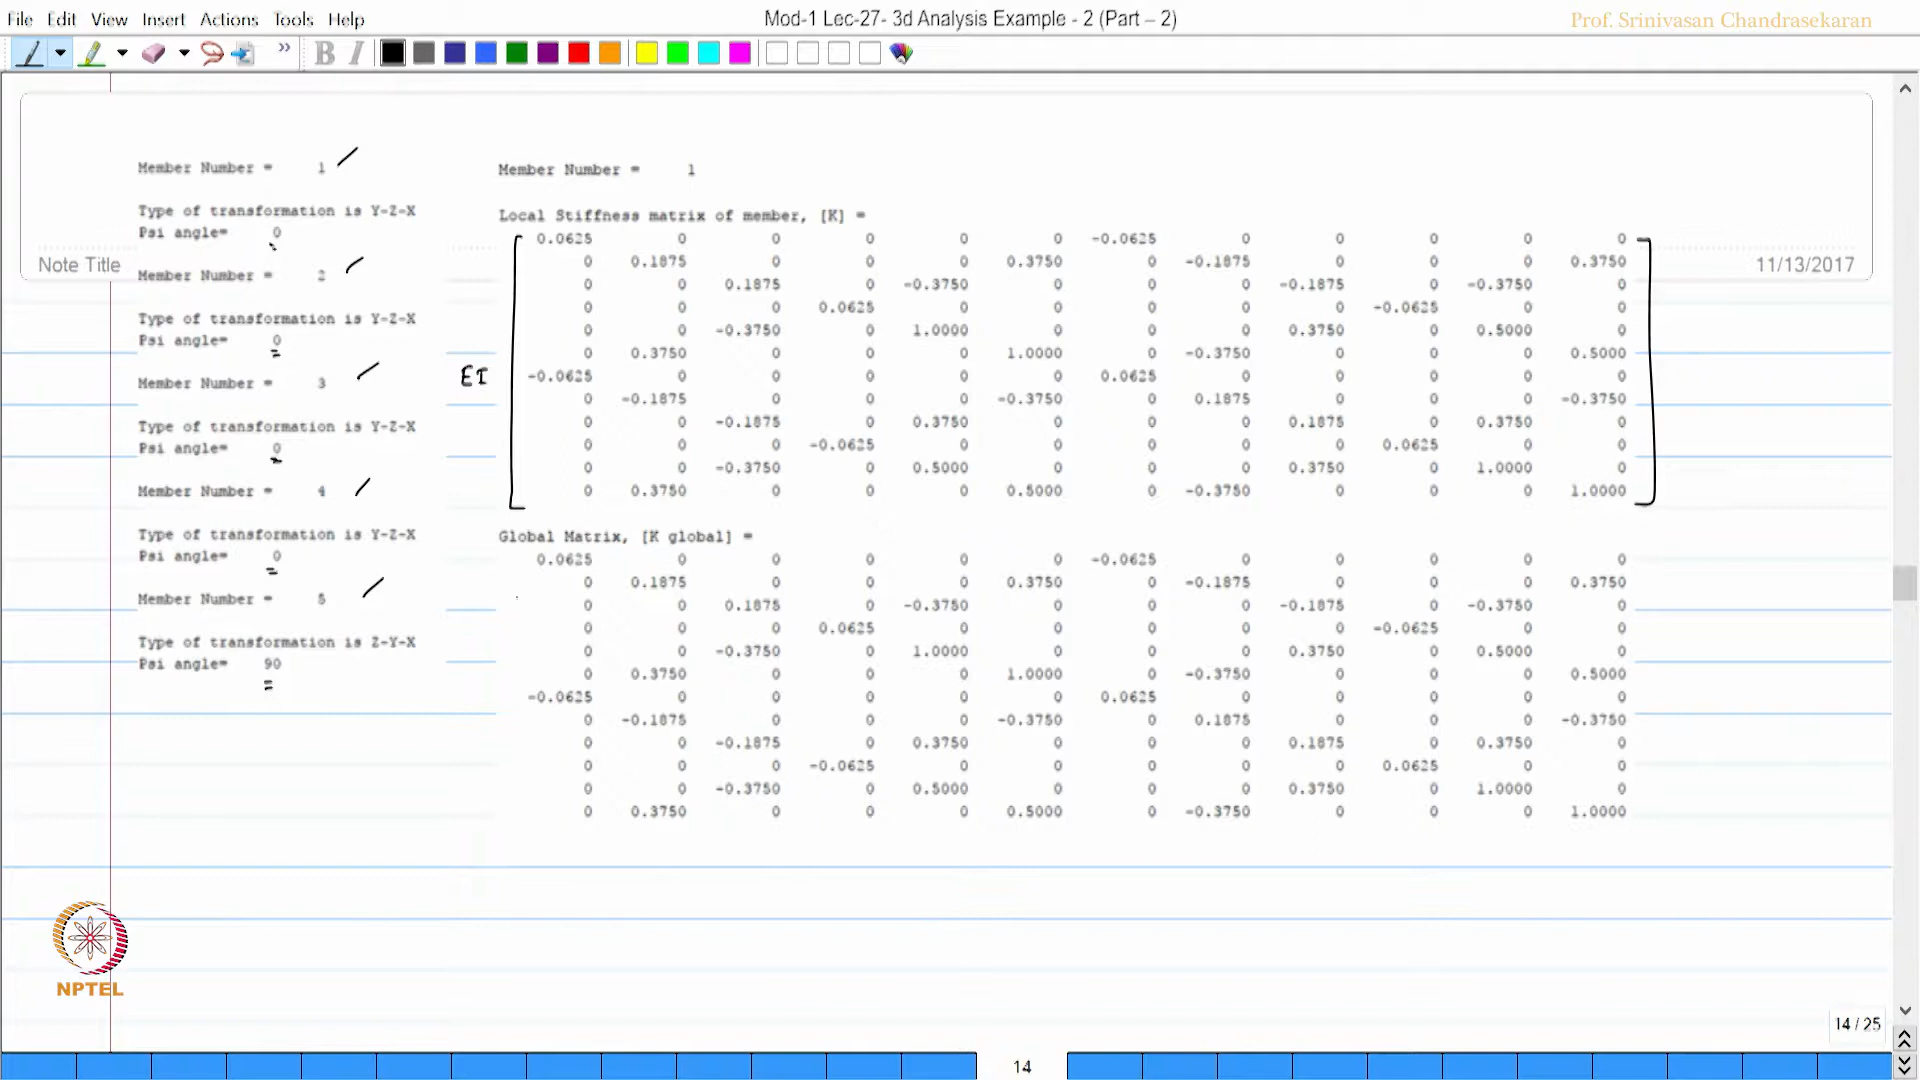 File Edit View Insert Actions Tools Help
Mod-1 Lec-27- 3d Analysis Example - 2 (Part – 2)
Prof. Srinivasan Chandrasekaran
B I
Note Title
11/13/2017
Member Number = 1
Type of transformation is Y-Z-X
Psi angle= 0
Member Number = 2
Type of transformation is Y-Z-X
Psi angle= 0
Member Number = 3
Type of transformation is Y-Z-X
Psi angle= 0
Member Number = 4
Type of transformation is Y-Z-X
Psi angle= 0
Member Number = 5
Type of transformation is Z-Y-X
Psi angle= 90
Member Number = 1
Local Stiffness matrix of member, [K] =
EI
0.0625 0 0 0 0 0 -0.0625 0 0 0 0 0
0 0.1875 0 0 0 0.3750 0 -0.1875 0 0 0 0.3750
0 0 0.1875 0 -0.3750 0 0 0 -0.1875 0 -0.3750 0
0 0 0 0.0625 0 0 0 0 0 -0.0625 0 0
0 0 -0.3750 0 1.0000 0 0 0 0.3750 0 0.5000 0
0 0.3750 0 0 0 1.0000 0 -0.3750 0 0 0 0.5000
-0.0625 0 0 0 0 0 0.0625 0 0 0 0 0
0 -0.1875 0 0 0 -0.3750 0 0.1875 0 0 0 -0.3750
0 0 -0.1875 0 0.3750 0 0 0 0.1875 0 0.3750 0
0 0 0 -0.0625 0 0 0 0 0 0.0625 0 0
0 0 -0.3750 0 0.5000 0 0 0 0.3750 0 1.0000 0
0 0.3750 0 0 0 0.5000 0 -0.3750 0 0 0 1.0000
Global Matrix, [K global] =
0.0625 0 0 0 0 0 -0.0625 0 0 0 0 0
0 0.1875 0 0 0 0.3750 0 -0.1875 0 0 0 0.3750
0 0 0.1875 0 -0.3750 0 0 0 -0.1875 0 -0.3750 0
0 0 0 0.0625 0 0 0 0 0 -0.0625 0 0
0 0 -0.3750 0 1.0000 0 0 0 0.3750 0 0.5000 0
0 0.3750 0 0 0 1.0000 0 -0.3750 0 0 0 0.5000
-0.0625 0 0 0 0 0 0.0625 0 0 0 0 0
0 -0.1875 0 0 0 -0.3750 0 0.1875 0 0 0 -0.3750
0 0 -0.1875 0 0.3750 0 0 0 0.1875 0 0.3750 0
0 0 0 -0.0625 0 0 0 0 0 0.0625 0 0
0 0 -0.3750 0 0.5000 0 0 0 0.3750 0 1.0000 0
0 0.3750 0 0 0 0.5000 0 -0.3750 0 0 0 1.0000
NPTEL
14 / 25
14